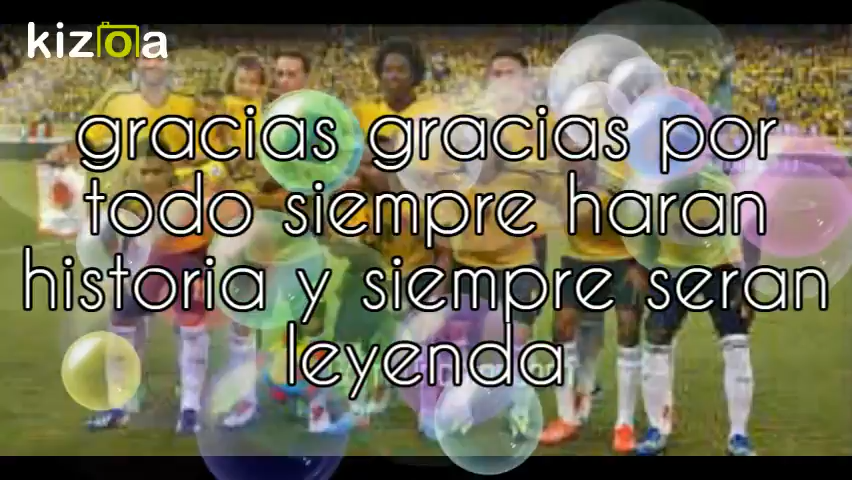 kizoa
gracias gracias por
todo siempre haran
historia y siempre seran
leyenda